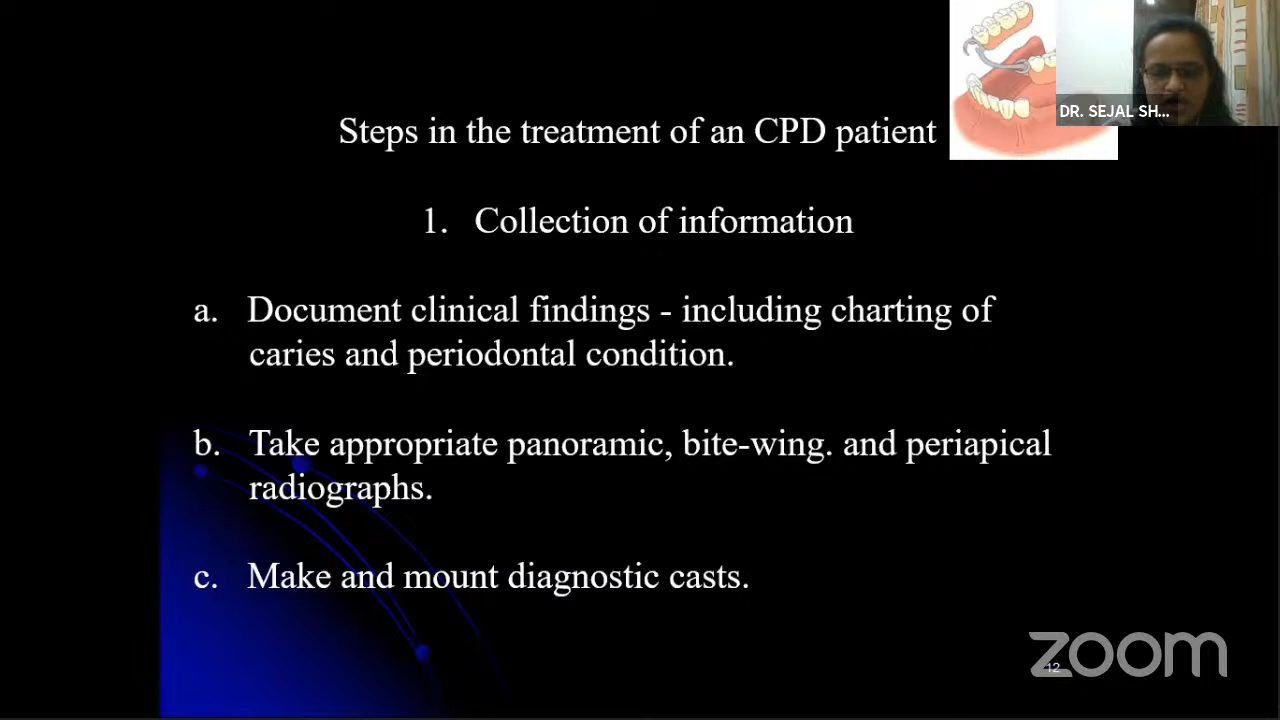 DR. SEJAL SH...
Steps in the treatment of an CPD patient
1. Collection of information
a. Document clinical findings - including charting of
caries and periodontal condition.
b. Take appropriate panoramic, bite-wing. and periapical
radiographs.
c. Make and mount diagnostic casts.
zoom
12